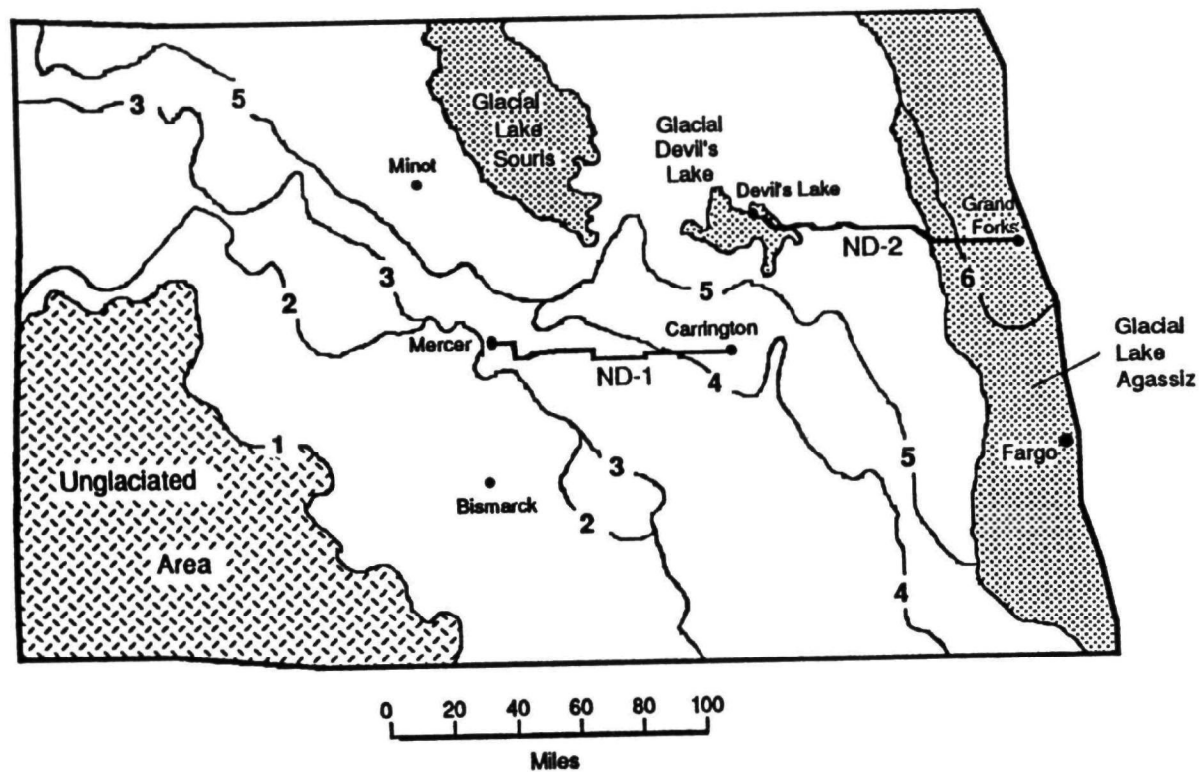 Glacial
Lake
Souris
Glacial
Devil's
Lake
Devil's Lake
Minot
Grand
Forks
ND-2
3
5
3
2
5
6
Mercer
Carrington
ND-1
4
Glacial
Lake
Agassiz
1
Unglaciated
Area
Bismarck
3
2
5
4
Fargo
0 20 40 60 80 100
Miles